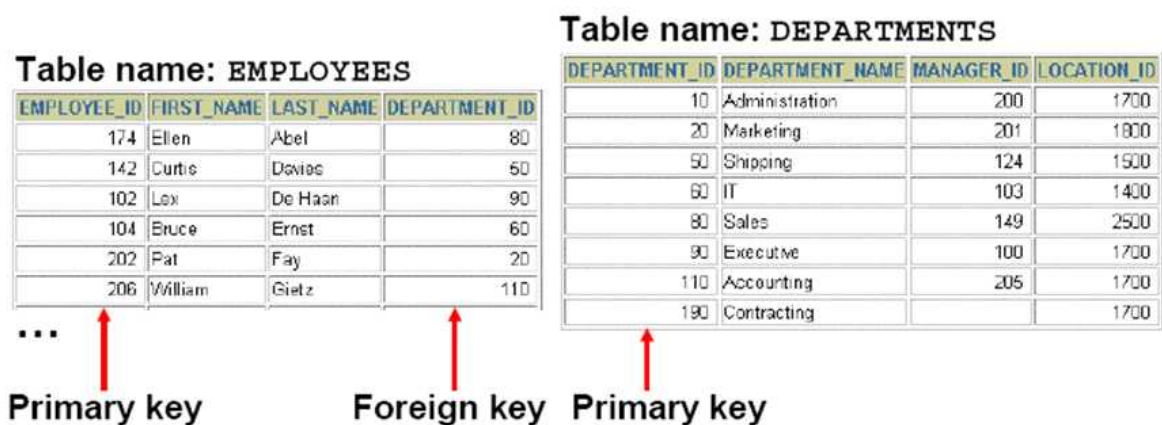 Table name: EMPLOYEES
EMPLOYEE_ID FIRST_NAME LAST_NAME DEPARTMENT_ID
174 Ellen Abel 80
142 Curtis Davies 50
102 Lex De Haan 90
104 Bruce Ernst 60
202 Pat Fay 20
206 William Gietz 110
...
Primary key
Foreign key
Table name: DEPARTMENTS
DEPARTMENT_ID DEPARTMENT_NAME MANAGER_ID LOCATION_ID
10 Administration 200 1700
20 Marketing 201 1800
50 Shipping 124 1500
60 IT 103 1400
80 Sales 149 2500
90 Executive 100 1700
110 Accounting 205 1700
190 Contracting 1700
Primary key